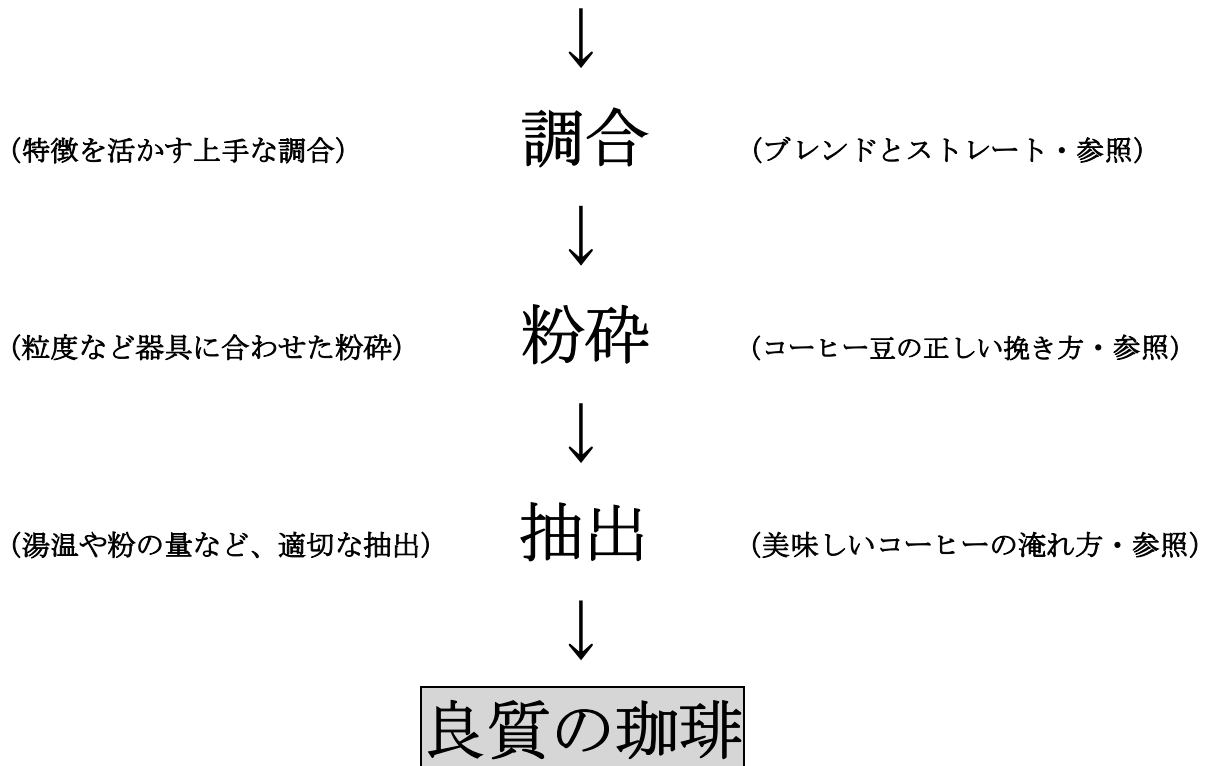 ↓
（特徴を活かす上手な調合） 調合 （ブレンドとストレート・参照）
↓
（粒度など器具に合わせた粉砕） 粉砕 （コーヒー豆の正しい挽き方・参照）
↓
（湯温や粉の量など、適切な抽出） 抽出 （美味しいコーヒーの淹れ方・参照）
↓
良質の珈琲